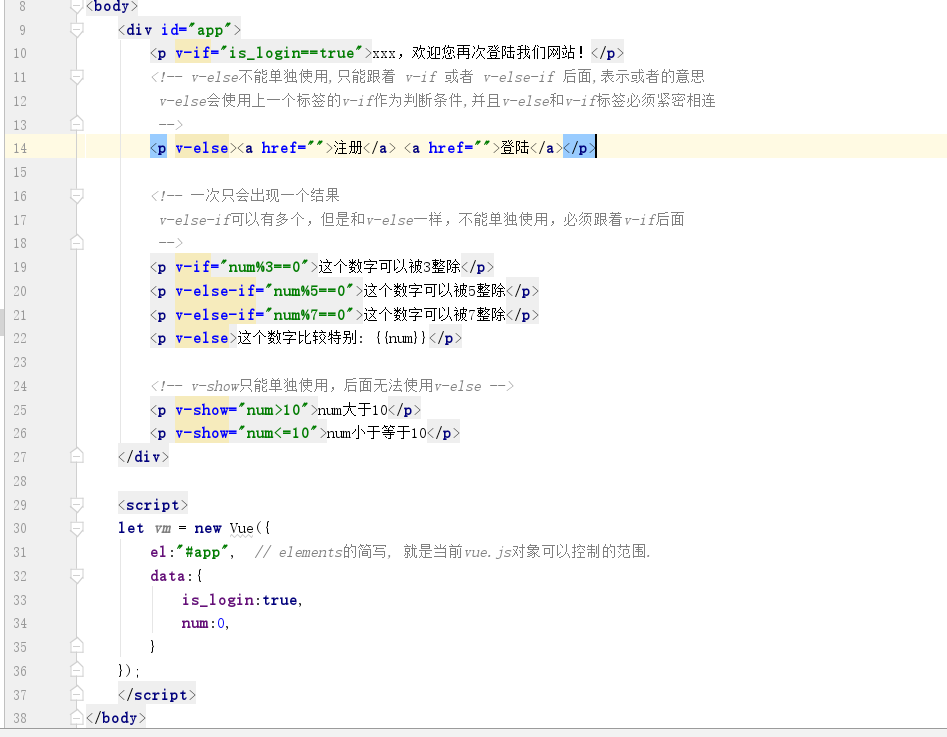 8 <body>
9 <div id="app">
10 <p v-if="is_login==true">xxx，欢迎您再次登陆我们网站！</p>
11 <!-- v-else不能单独使用,只能跟着 v-if 或者 v-else-if 后面,表示或者的意思
12 v-else会使用上一个标签的v-if作为判断条件,并且v-else和v-if标签必须紧密相连
13 -->
14 <p v-else><a href="">注册</a> <a href="">登陆</a></p>
15
16 <!-- 一次只会出现一个结果
17 v-else-if可以有多个，但是和v-else一样，不能单独使用，必须跟着v-if后面
18 -->
19 <p v-if="num%3==0">这个数字可以被3整除</p>
20 <p v-else-if="num%5==0">这个数字可以被5整除</p>
21 <p v-else-if="num%7==0">这个数字可以被7整除</p>
22 <p v-else>这个数字比较特别: {{num}}</p>
23
24 <!-- v-show只能单独使用，后面无法使用v-else -->
25 <p v-show="num>10">num大于10</p>
26 <p v-show="num<=10">num小于等于10</p>
27 </div>
28
29 <script>
30 let vm = new Vue({
31 el:"#app",  // elements的简写, 就是当前vue.js对象可以控制的范围.
32 data:{
33 is_login:true,
34 num:0,
35 }
36 });
37 </script>
38 </body>